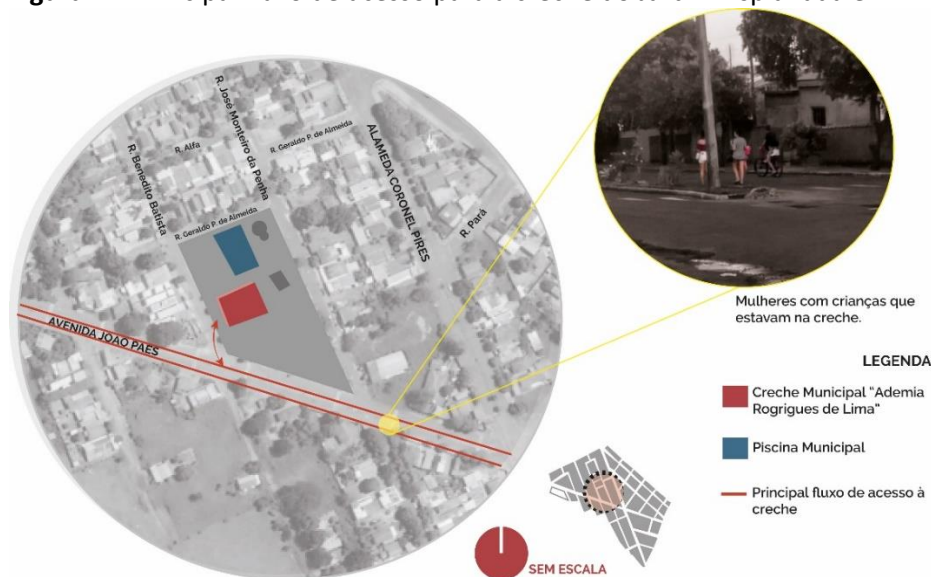 R. José Monteiro da Penha
R. Geraldo P. de Almeida
R. Alfa
R. Benedito Batista
ALAMEDA CORONEL PIRES
R. Geraldo P. de Almeida
R. Pará
AVENIDA JOAO PAES
Mulheres com crianças que
estavam na creche.
LEGENDA
Creche Municipal "Ademia
Rogrigues de Lima"
Piscina Municipal
Principal fluxo de acesso à
creche
SEM ESCALA